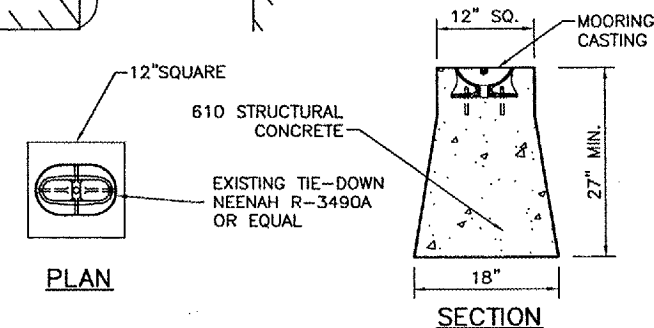 12"SQUARE
EXISTING TIE-DOWN
NEENAH R-3490A
OR EQUAL
PLAN
12" SQ.
MOORING
CASTING
610 STRUCTURAL
CONCRETE
27" MIN.
18"
SECTION